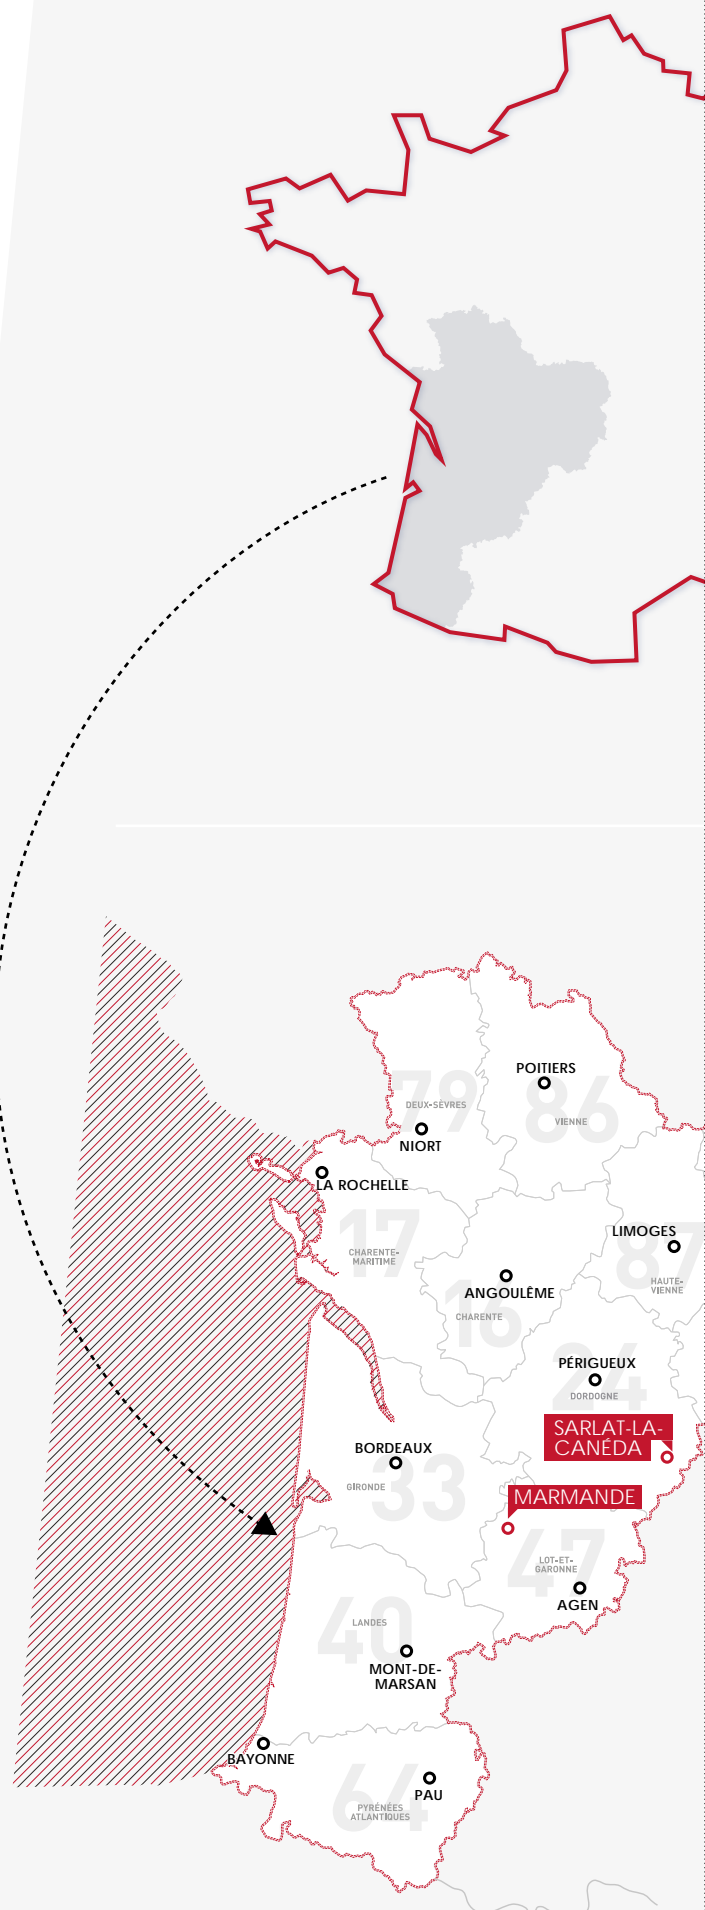 POITIERS
79
86
DEUX-SÈVRES
VIENNE
NIORT
LA ROCHELLE
17
CHARENTE-
MARITIME
LIMOGES
87
HAUTE-
VIENNE
ANGOULÊME
16
CHARENTE
PÉRIGUEUX
24
DORDOGNE
SARLAT-LA-
CANÉDA
BORDEAUX
GIRONDE
33
MARMANDE
47
LOT-ET-
GARONNE
AGEN
LANDES
40
MONT-DE-
MARSAN
BAYONNE
64
PAU
PYRÉNÉES
ATLANTIQUES